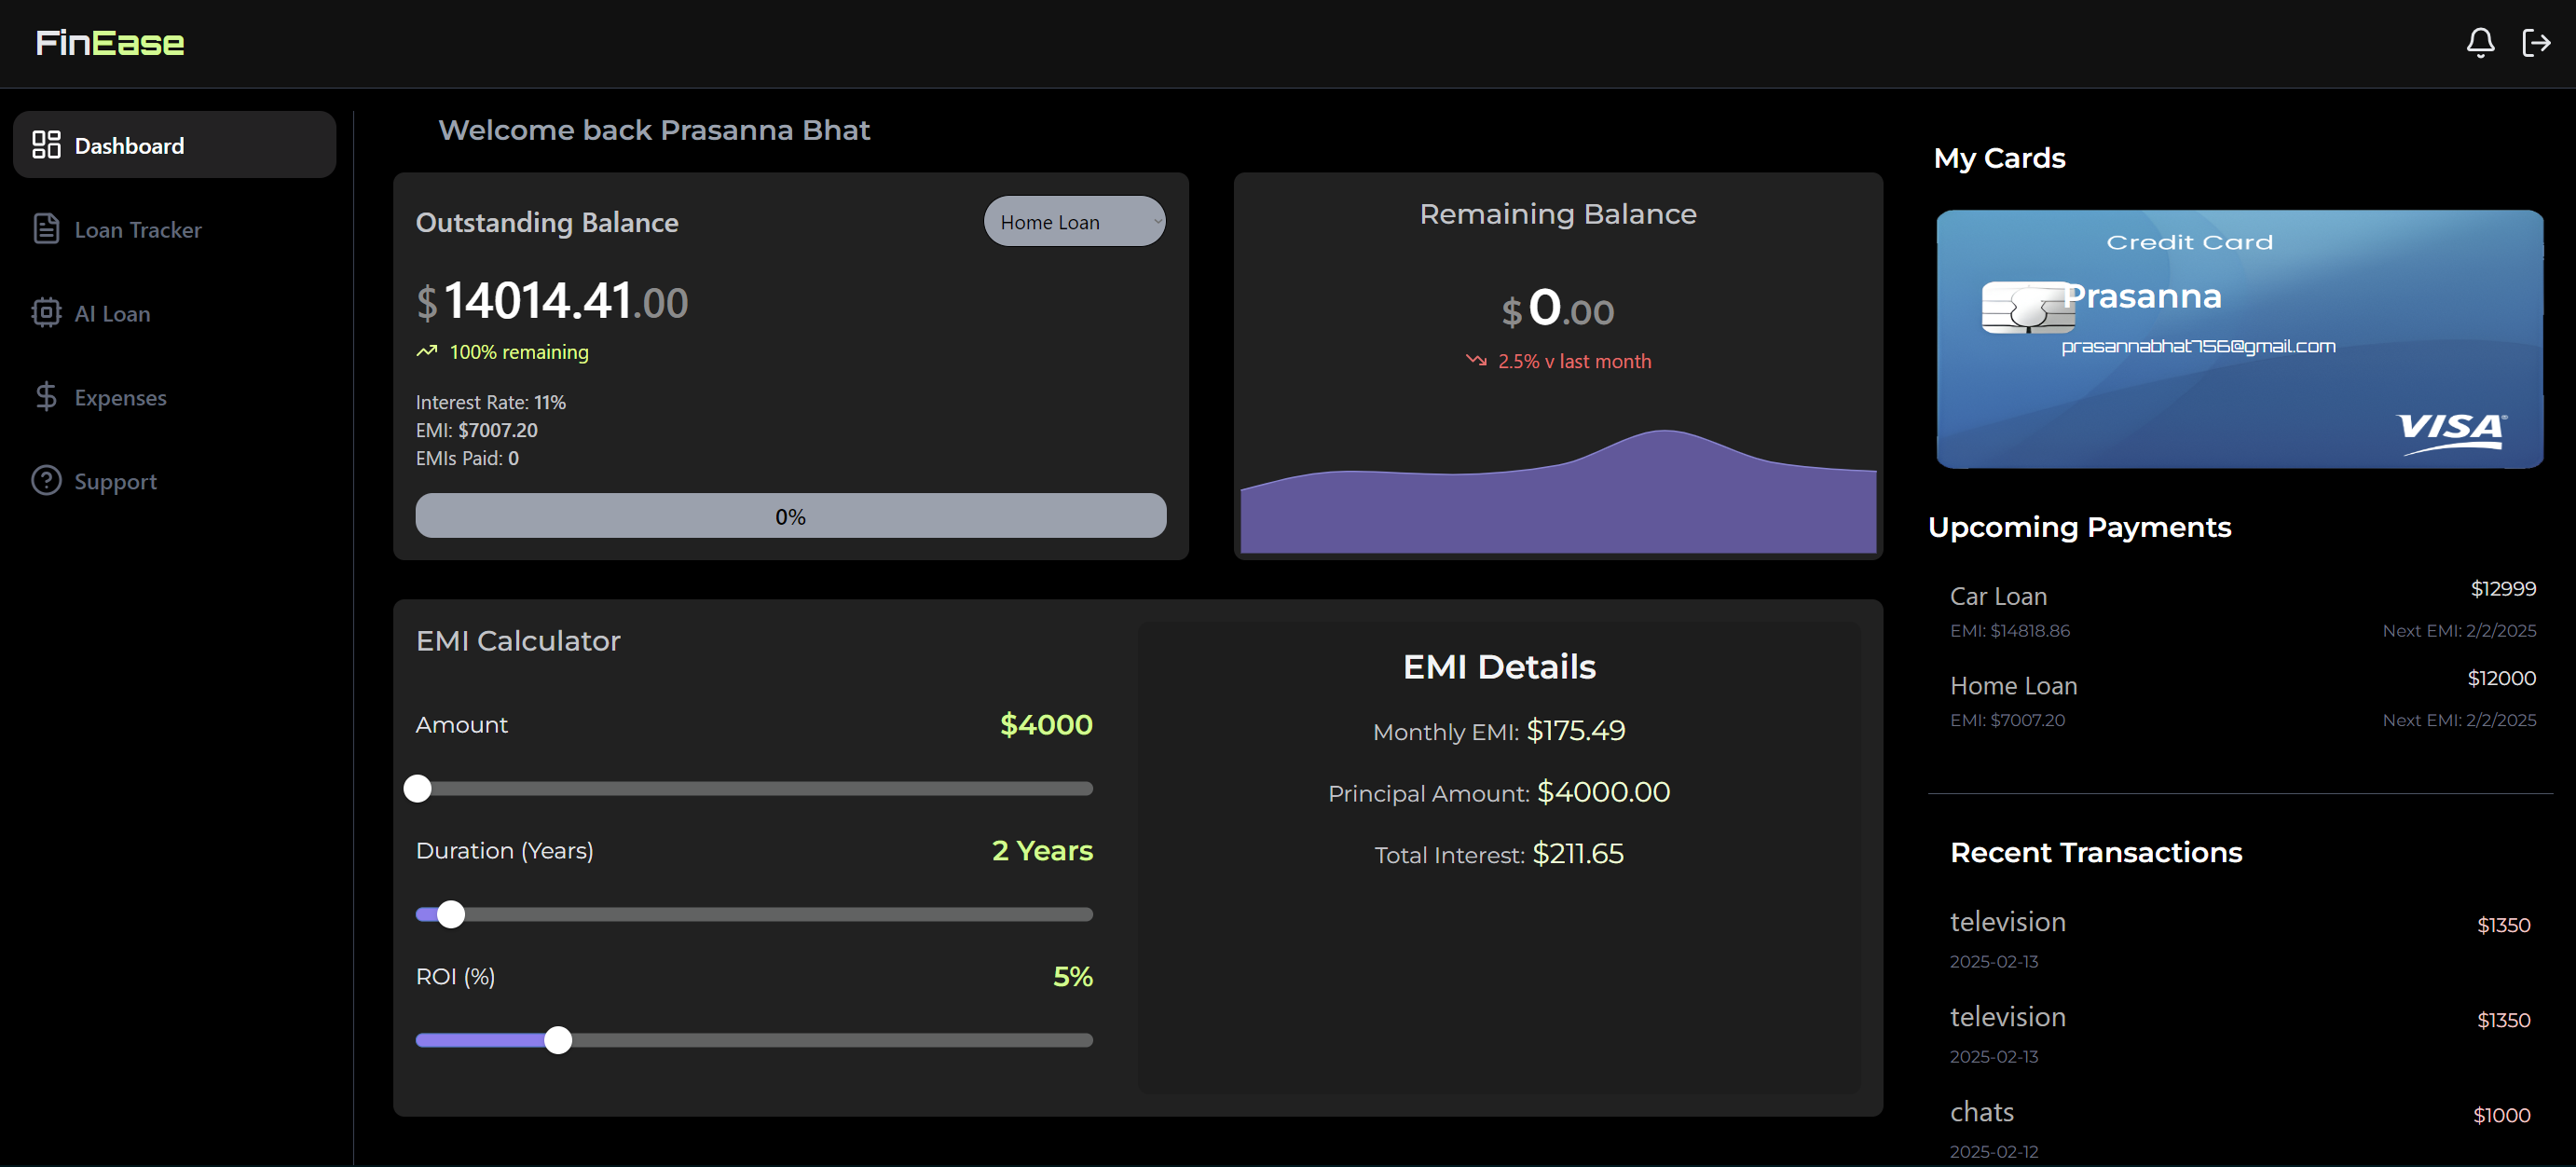 FinEase
Dashboard
Loan Tracker
AI Loan
Expenses
Support
Welcome back Prasanna Bhat
Outstanding Balance
Home Loan
$ 14014.41.00
100% remaining
Interest Rate: 11%
EMI: $7007.20
EMIs Paid: 0
0%
Remaining Balance
$ 0.00
2.5% v last month
EMI Calculator
Amount $4000
Duration (Years) 2 Years
ROI (%) 5%
EMI Details
Monthly EMI: $175.49
Principal Amount: $4000.00
Total Interest: $211.65
My Cards
Credit Card
Prasanna
prasannabhat756@gmail.com
VISA
Upcoming Payments
Car Loan $12999
EMI: $14818.86 Next EMI: 2/2/2025
Home Loan $12000
EMI: $7007.20 Next EMI: 2/2/2025
Recent Transactions
television $1350
2025-02-13
television $1350
2025-02-13
chats $1000
2025-02-12